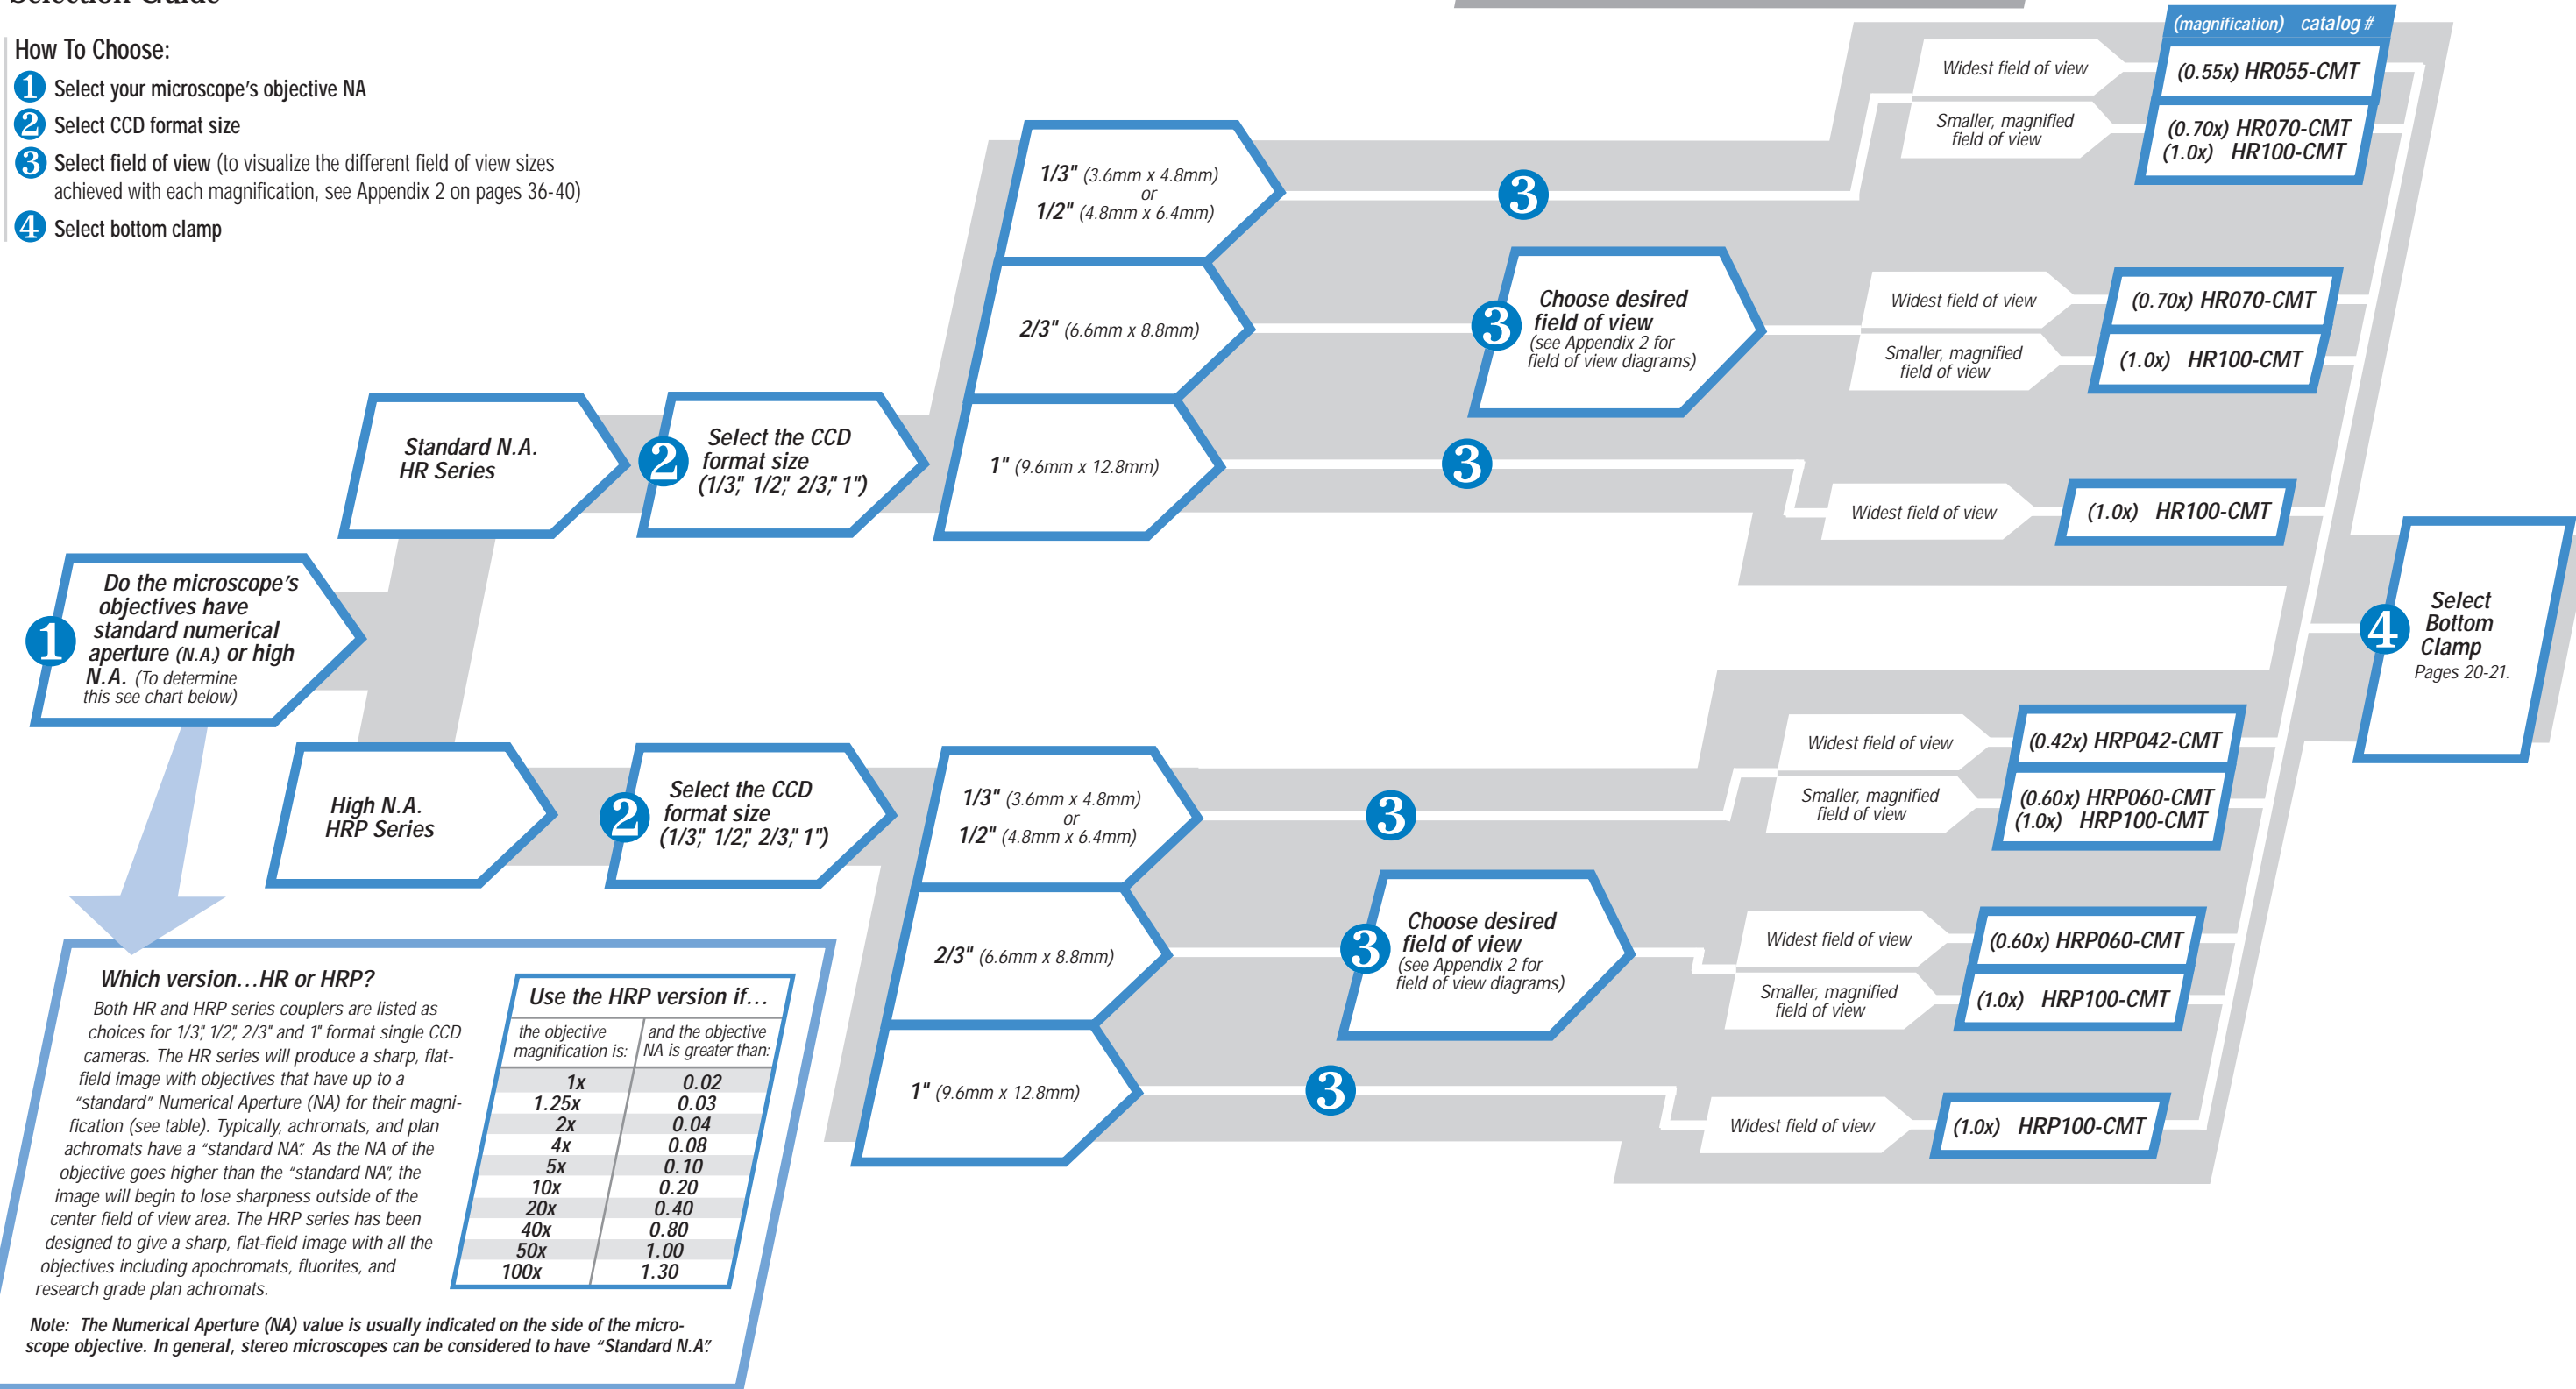 Selection Guide
How To Choose:
1 Select your microscope's objective NA
2 Select CCD format size
3 Select field of view (to visualize the different field of view sizes
achieved with each magnification, see Appendix 2 on pages 36-40)
4 Select bottom clamp
1
Do the microscope's
objectives have
standard numerical
aperture (N.A.) or high
N.A. (To determine
this see chart below)
Standard N.A.
HR Series
2
Select the CCD
format size
(1/3," 1/2," 2/3," 1")
1/3" (3.6mm x 4.8mm)
or
1/2" (4.8mm x 6.4mm)
2/3" (6.6mm x 8.8mm)
1" (9.6mm x 12.8mm)
3
3
Choose desired
field of view
(see Appendix 2 for
field of view diagrams)
3
(magnification) catalog #
Widest field of view
(0.55x) HR055-CMT
Smaller, magnified
field of view
(0.70x) HR070-CMT
(1.0x) HR100-CMT
Widest field of view
(0.70x) HR070-CMT
Smaller, magnified
field of view
(1.0x) HR100-CMT
Widest field of view
(1.0x) HR100-CMT
High N.A.
HRP Series
2
Select the CCD
format size
(1/3," 1/2," 2/3," 1")
1/3" (3.6mm x 4.8mm)
or
1/2" (4.8mm x 6.4mm)
2/3" (6.6mm x 8.8mm)
1" (9.6mm x 12.8mm)
3
3
Choose desired
field of view
(see Appendix 2 for
field of view diagrams)
3
Widest field of view
(0.42x) HRP042-CMT
Smaller, magnified
field of view
(0.60x) HRP060-CMT
(1.0x) HRP100-CMT
Widest field of view
(0.60x) HRP060-CMT
Smaller, magnified
field of view
(1.0x) HRP100-CMT
Widest field of view
(1.0x) HRP100-CMT
4
Select
Bottom
Clamp
Pages 20-21.
Which version...HR or HRP?
Both HR and HRP series couplers are listed as
choices for 1/3," 1/2," 2/3" and 1" format single CCD
cameras. The HR series will produce a sharp, flat-
field image with objectives that have up to a
"standard" Numerical Aperture (NA) for their magni-
fication (see table). Typically, achromats, and plan
achromats have a "standard NA." As the NA of the
objective goes higher than the "standard NA", the
image will begin to lose sharpness outside of the
center field of view area. The HRP series has been
designed to give a sharp, flat-field image with all the
objectives including apochromats, fluorites, and
research grade plan achromats.
Use the HRP version if...
the objective and the objective
magnification is: NA is greater than:
1x 0.02
1.25x 0.03
2x 0.04
4x 0.08
5x 0.10
10x 0.20
20x 0.40
40x 0.80
50x 1.00
100x 1.30
Note: The Numerical Aperture (NA) value is usually indicated on the side of the micro-
scope objective. In general, stereo microscopes can be considered to have "Standard N.A."